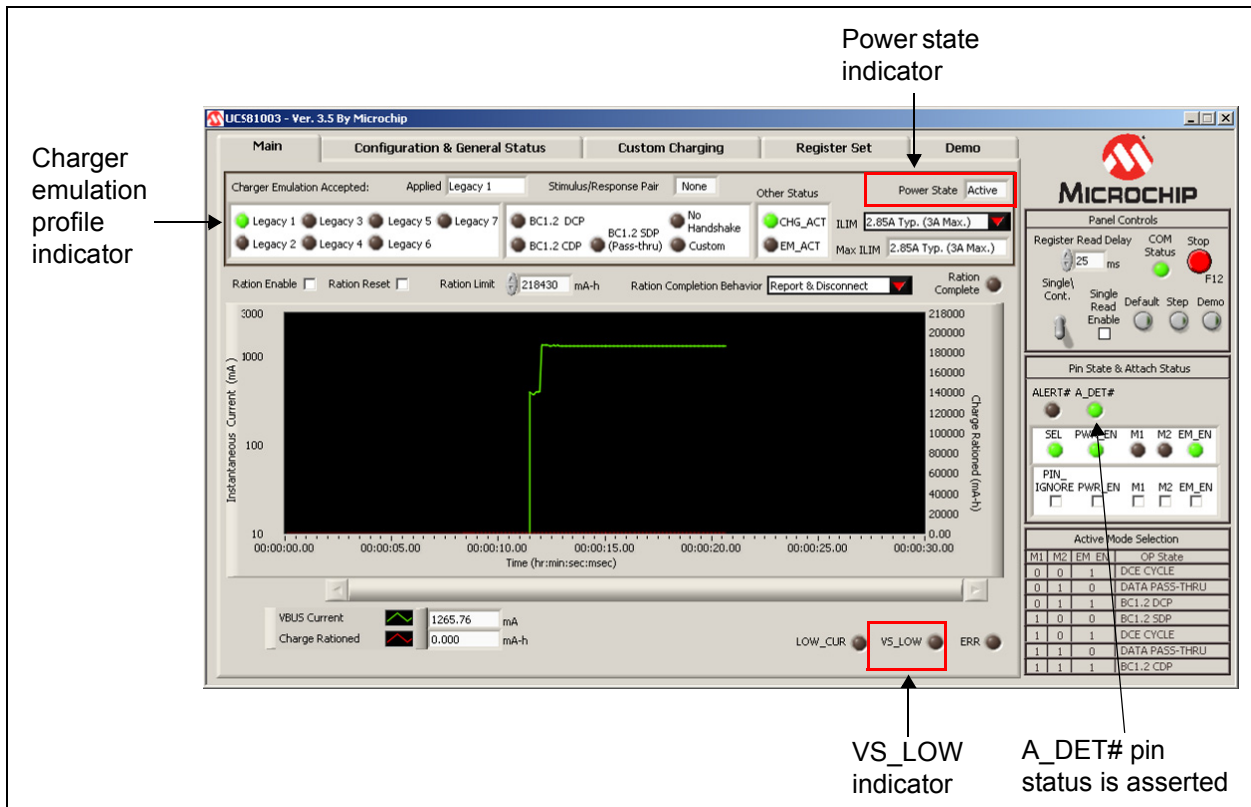 Power state
indicator
Charger
emulation
profile
indicator
UCS81003 - Ver. 3.5 By Microchip
Main Configuration & General Status Custom Charging Register Set Demo
Charger Emulation Accepted: Applied Legacy 1 Stimulus/Response Pair None Other Status Power State Active
Legacy 1 Legacy 3 Legacy 5 Legacy 7
Legacy 2 Legacy 4 Legacy 6
BC1.2 DCP
BC1.2 CDP
BC1.2 SDP
(Pass-thru)
No
Handshake
Custom
CHG_ACT
EM_ACT
ILIM 2.85A Typ. (3A Max.)
Max ILIM 2.85A Typ. (3A Max.)
Ration Enable Ration Reset Ration Limit 218430 mA-h Ration Completion Behavior Report & Disconnect Ration
Complete
Instantaneous Current (mA)
3000
1000
100
10
218000
200000
180000
160000
140000
120000
100000
80000
60000
40000
20000
0.00
Charge Rationed (mA-h)
00:00:00.00 00:00:05.00 00:00:10.00 00:00:15.00 00:00:20.00 00:00:25.00 00:00:30.00
Time (hr:min:sec:msec)
VBUS Current 1265.76 mA
Charge Rationed 0.000 mA-h
LOW_CUR VS_LOW ERR
MICROCHIP
Panel Controls
Register Read Delay
25 ms
COM
Status
Stop
F12
Single\
Cont.
Single
Read
Enable
Default Step Demo
Pin State & Attach Status
ALERT# A_DET#
SEL PWR_EN M1 M2 EM_EN
PIN_
IGNORE PWR_EN M1 M2 EM_EN
Active Mode Selection
M1 M2 EM_EN OP State
0 0 1 DCE CYCLE
0 1 0 DATA PASS-THRU
0 1 1 BC1.2 DCP
1 0 0 BC1.2 SDP
1 0 1 DCE CYCLE
1 1 0 DATA PASS-THRU
1 1 1 BC1.2 CDP
VS_LOW
indicator
A_DET# pin
status is asserted